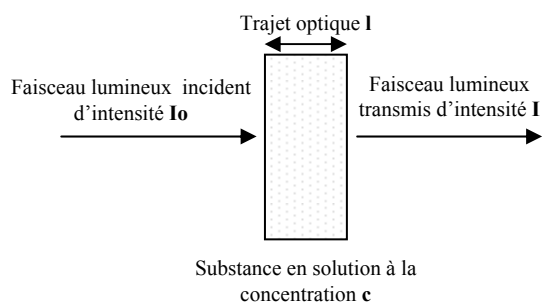 Trajet optique l
Faisceau lumineux incident
d'intensité Io
Faisceau lumineux
transmis d'intensité I
Substance en solution à la
concentration c